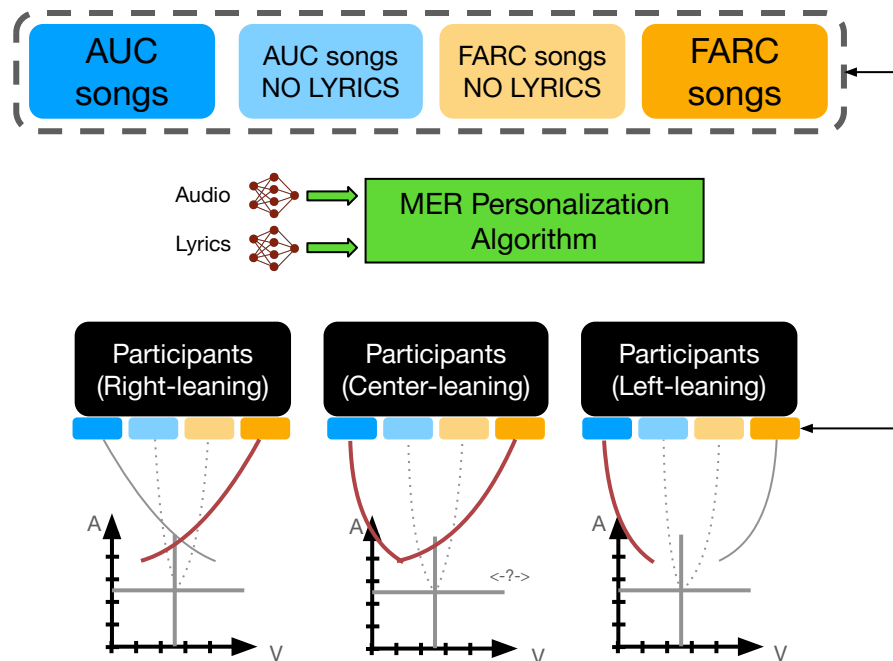 AUC
songs
AUC songs
NO LYRICS
FARC songs
NO LYRICS
FARC
songs
Audio
Lyrics
MER Personalization
Algorithm
Participants
(Right-leaning)
Participants
(Center-leaning)
Participants
(Left-leaning)
A
V
A
<-?->
V
A
V